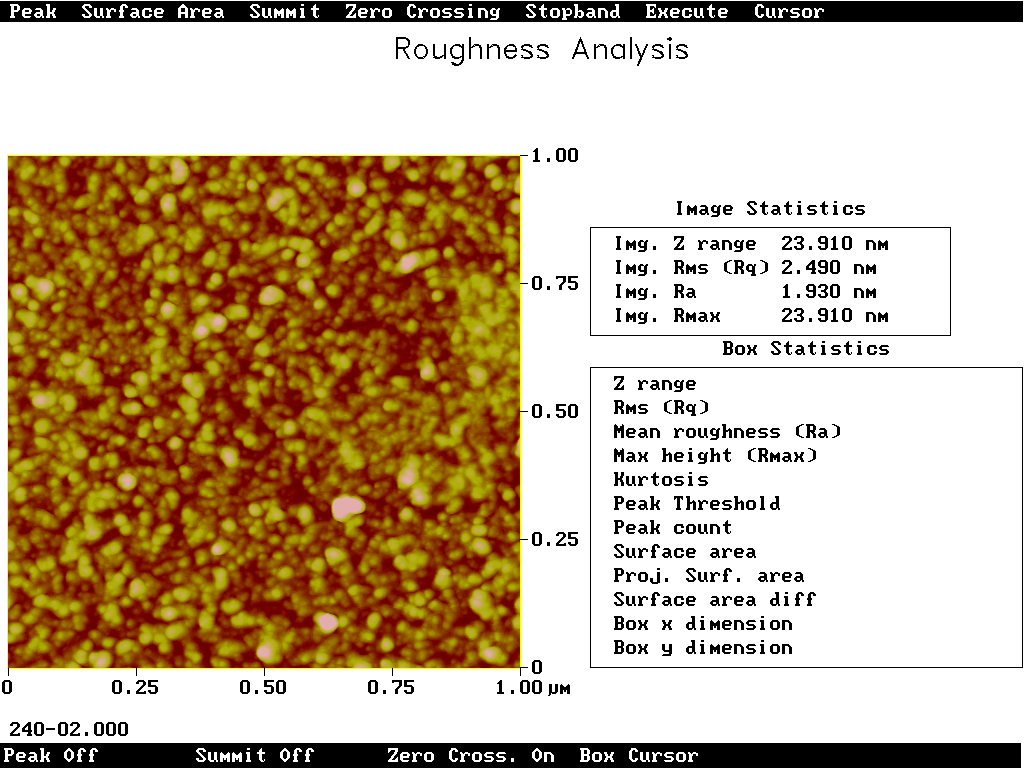 Peak Surface Area Summit Zero Crossing Stopband Execute Cursor
Roughness Analysis
1.00
0.75
0.50
0.25
0
0 0.25 0.50 0.75 1.00 µm
Image Statistics
Img. Z range 23.910 nm
Img. Rms (Rq) 2.490 nm
Img. Ra 1.930 nm
Img. Rmax 23.910 nm
Box Statistics
Z range
Rms (Rq)
Mean roughness (Ra)
Max height (Rmax)
Kurtosis
Peak Threshold
Peak count
Surface area
Proj. Surf. area
Surface area diff
Box x dimension
Box y dimension
240-02.000
Peak Off Summit Off Zero Cross. On Box Cursor